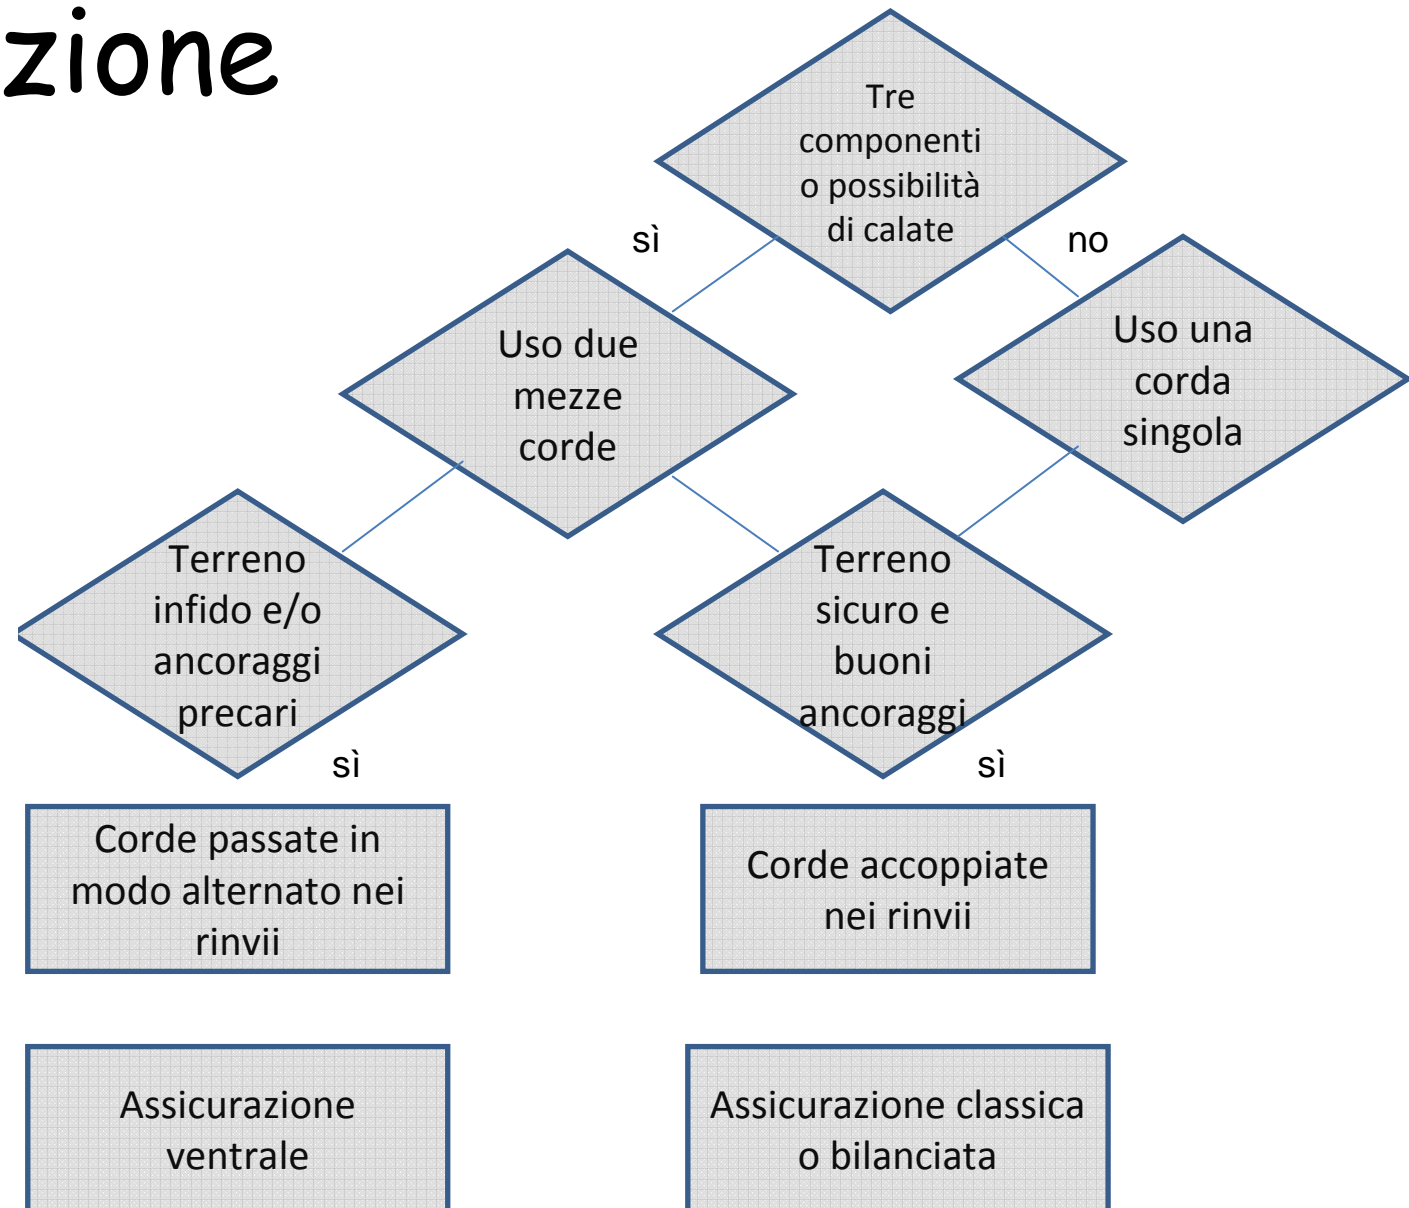 zione
Tre
componenti
o possibilità
di calate
sì
no
Uso due
mezze
corde
Uso una
corda
singola
Terreno
infido e/o
ancoraggi
precari
sì
Terreno
sicuro e
buoni
ancoraggi
sì
Corde passate in
modo alternato nei
rinvii
Corde accoppiate
nei rinvii
Assicurazione
ventrale
Assicurazione classica
o bilanciata